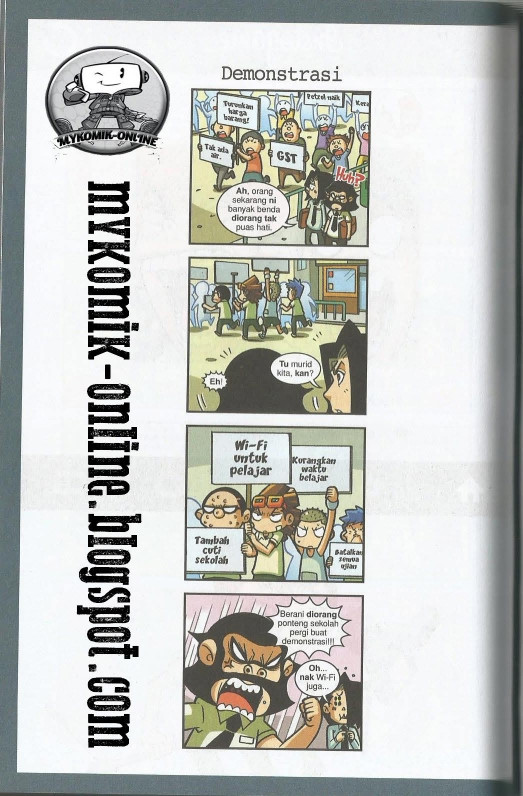 MYKOMIK-ONLINE
mykomik-online.blogspot.com
Demonstrasi
Turunkan
harga
barang!
Petrol naik
Tak ada
air.
GST
Huh?
Ah, orang
sekarang ni
banyak benda
diorang tak
puas hati.
Tu murid
kita, kan?
Eh!
Wi-Fi
untuk
pelajar
Kurangkan
waktu
belajar
Tambah
cuti
sekolah
Batalkan
semua
ujian
Berani diorang
ponteng sekolah
pergi buat
demonstrasi!!!
Oh...
nak Wi-Fi
juga...